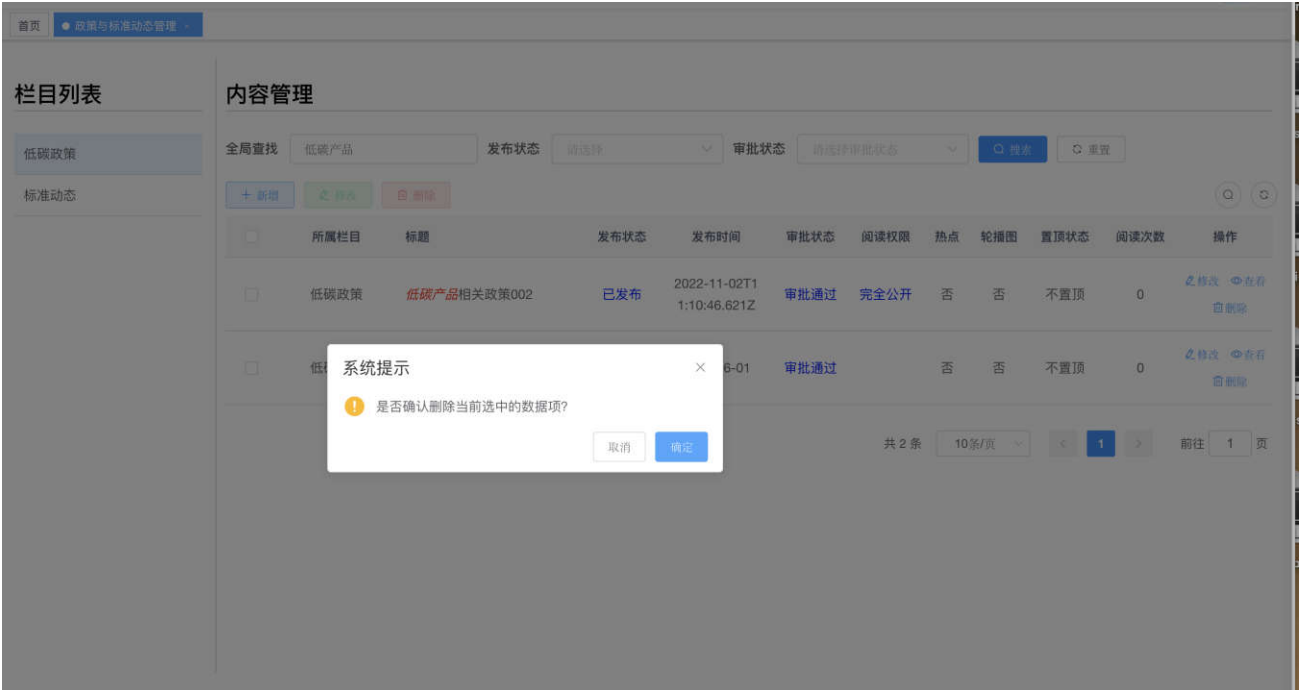 首页
政策与标准动态管理
栏目列表
低碳政策
标准动态
内容管理
全局查找 低碳产品 发布状态 请选择 审批状态 请选择审批状态 搜索 重置
+ 新增 修改 删除
所属栏目 标题 发布状态 发布时间 审批状态 阅读权限 热点 轮播图 置顶状态 阅读次数 操作
低碳政策 低碳产品相关政策002 已发布 2022-11-02T1 审批通过 完全公开 否 否 不置顶 0 修改 查看
1:10:46.621Z 删除
6-01 审批通过 否 否 不置顶 0 修改 查看
删除
系统提示
是否确认删除当前选中的数据项?
取消 确定
共 2 条 10条/页 < 1 > 前往 1 页